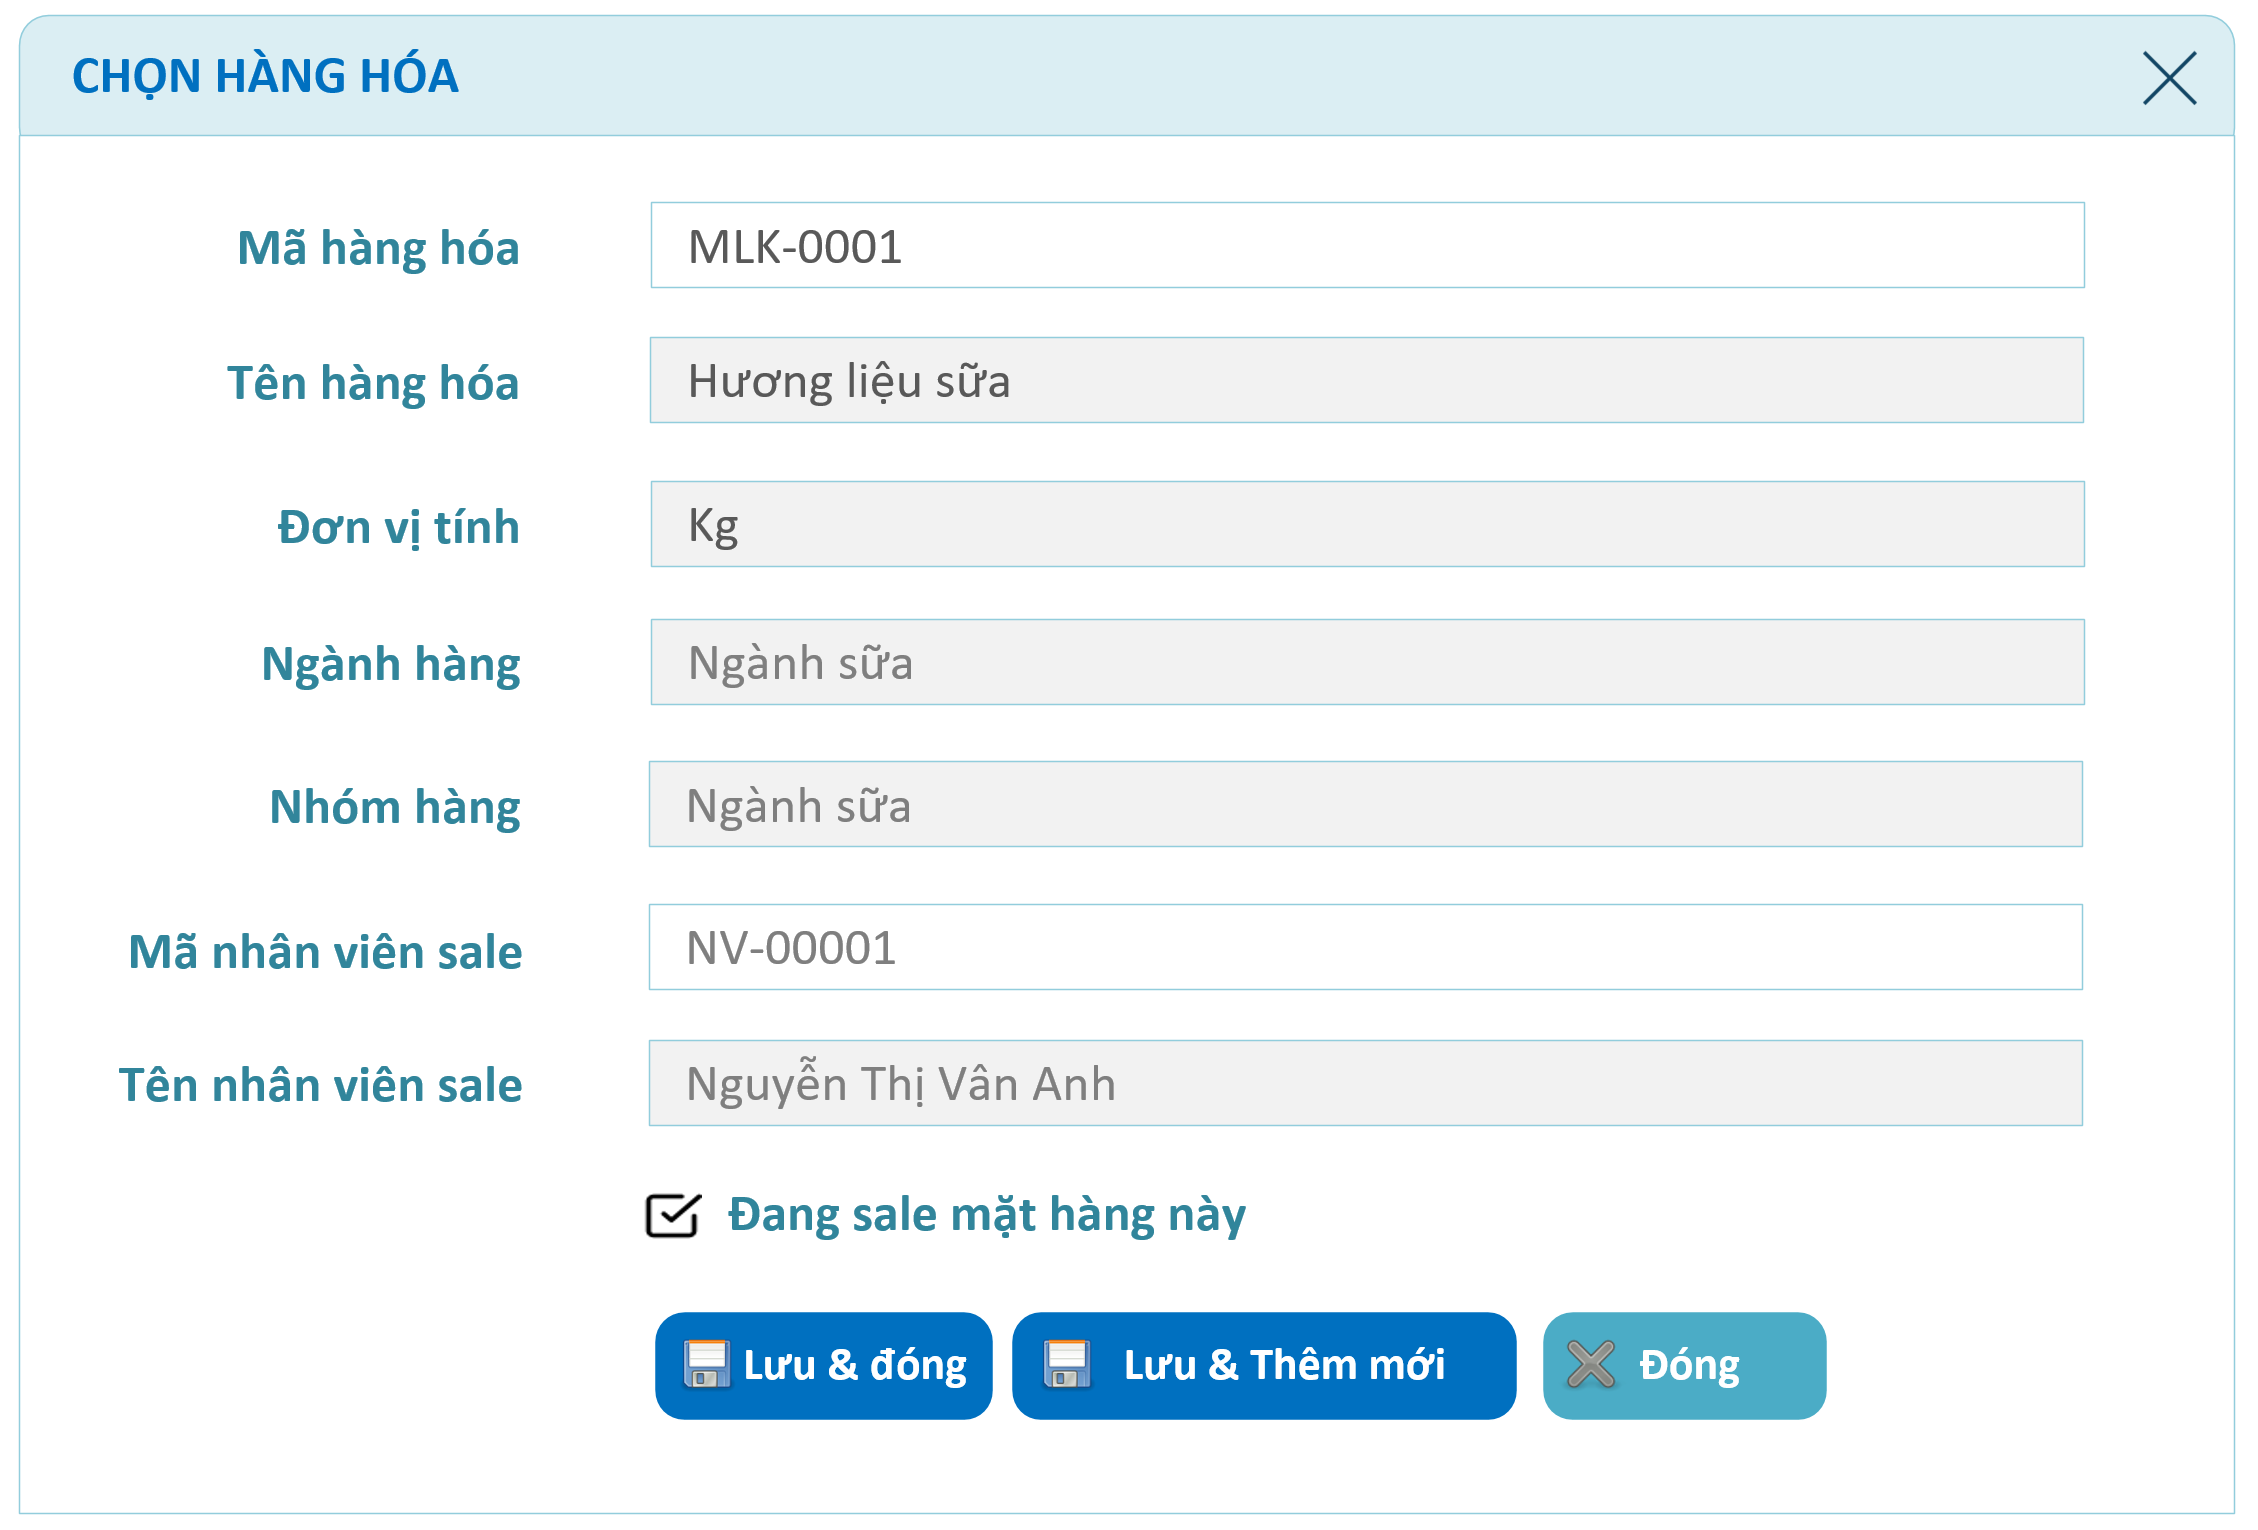 CHỌN HÀNG HÓA
Mã hàng hóa MLK-0001
Tên hàng hóa Hương liệu sữa
Đơn vị tính Kg
Ngành hàng Ngành sữa
Nhóm hàng Ngành sữa
Mã nhân viên sale NV-00001
Tên nhân viên sale Nguyễn Thị Vân Anh
Đang sale mặt hàng này
Lưu & đóng Lưu & Thêm mới Đóng